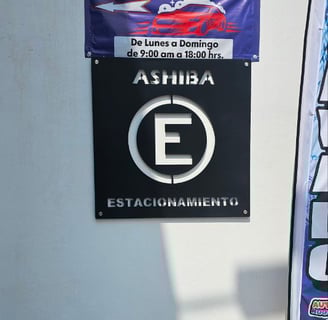 De Lunes a Domingo
de 9:00 am a 18:00 hrs.
ASHIBA
E
ESTACIONAMIENTO